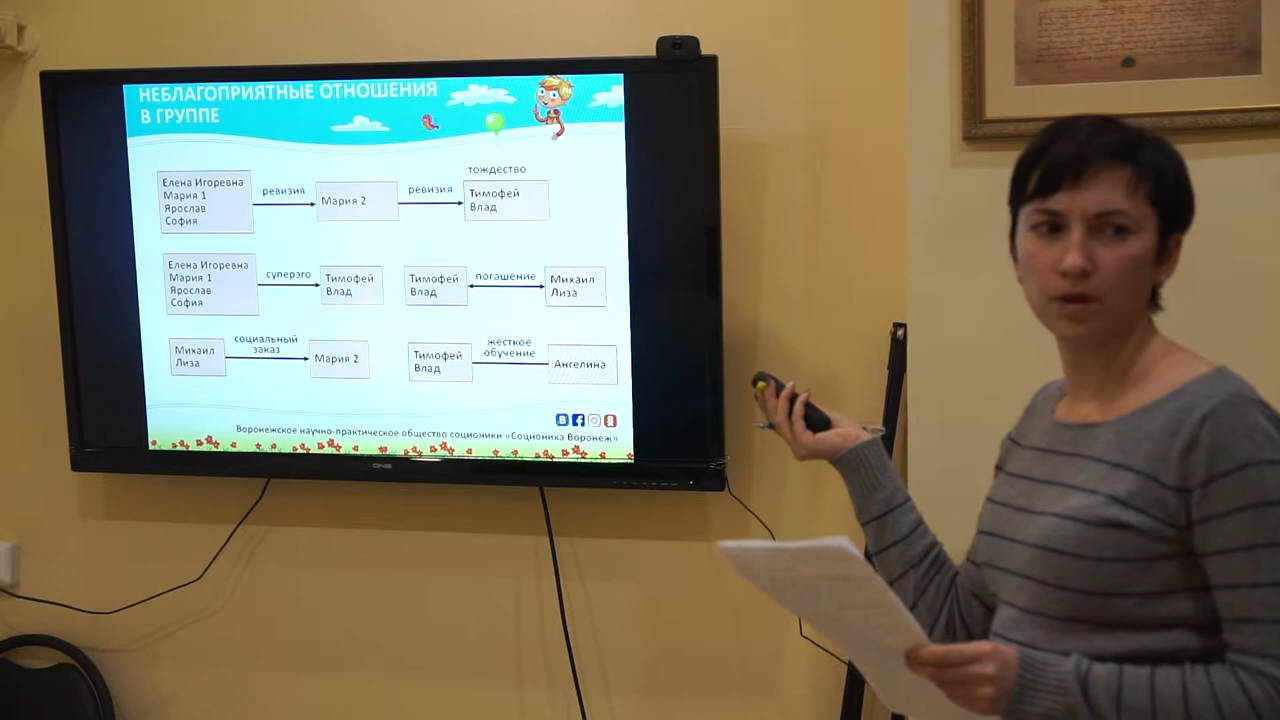 НЕБЛАГОПРИЯТНЫЕ ОТНОШЕНИЯ
В ГРУППЕ
Елена Игоревна
Мария 1
Ярослав
София
ревизия
Мария 2
ревизия
тождество
Тимофей
Влад
Елена Игоревна
Мария 1
Ярослав
София
суперэго
Тимофей
Влад
Тимофей
Влад
погашение
Михаил
Лиза
Михаил
Лиза
социальный
заказ
Мария 2
Тимофей
Влад
жесткое
обучение
Ангелина
Воронежское научно-практическое общество соционики «Соционика Воронеж»
DNS